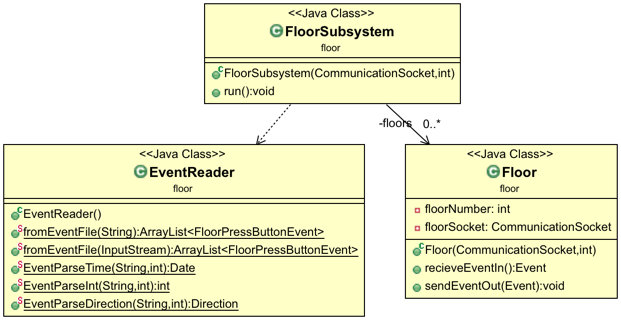 <<Java Class>>
FloorSubsystem
floor
FloorSubsystem(CommunicationSocket,int)
run():void
-floors 0..*
<<Java Class>>
EventReader
floor
EventReader()
fromEventFile(String):ArrayList<FloorPressButtonEvent>
fromEventFile(InputStream):ArrayList<FloorPressButtonEvent>
EventParseTime(String,int):Date
EventParseInt(String,int):int
EventParseDirection(String,int):Direction
<<Java Class>>
Floor
floor
floorNumber: int
floorSocket: CommunicationSocket
Floor(CommunicationSocket,int)
recieveEventIn():Event
sendEventOut(Event):void